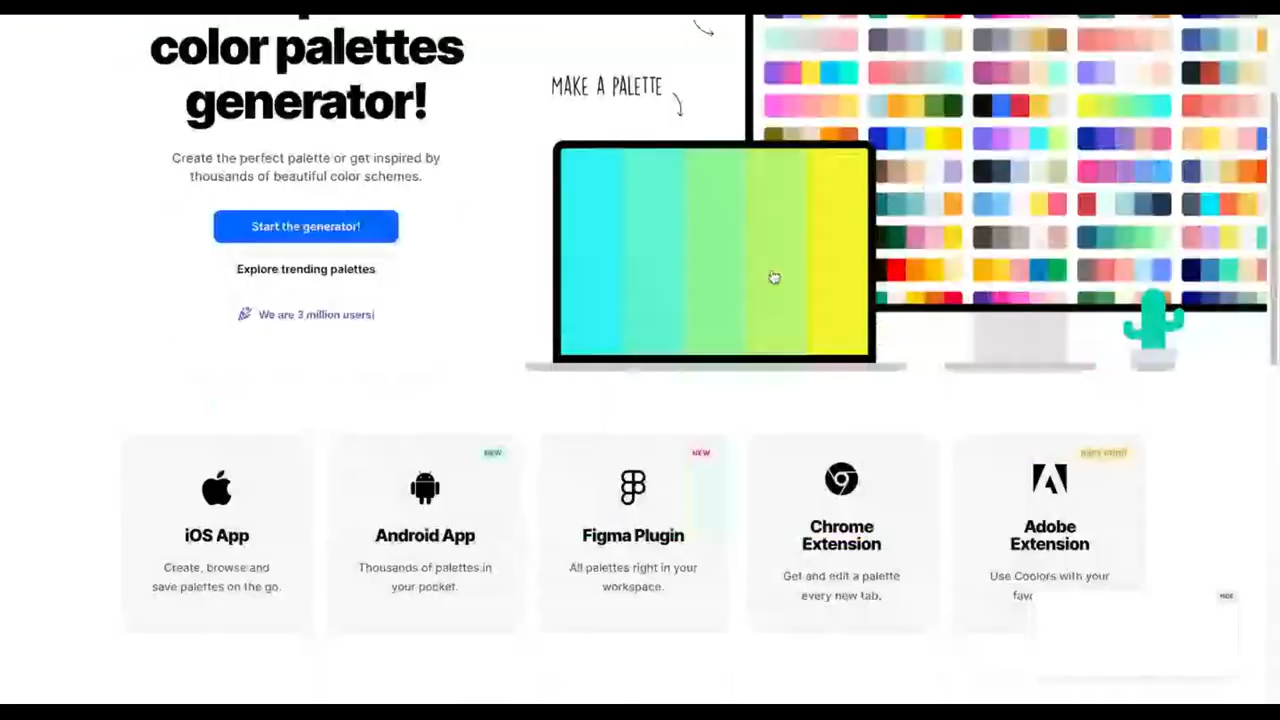 color palettes
generator!
Create the perfect palette or get inspired by
thousands of beautiful color schemes.
Start the generator!
Explore trending palettes
We are 3 million users!
MAKE A PALETTE
iOS App
Create, browse and
save palettes on the go.
NEW
Android App
Thousands of palettes in
your pocket.
NEW
Figma Plugin
All palettes right in your
workspace.
Chrome
Extension
Get and edit a palette
every new tab.
Adobe
Extension
Use Coolors with your
HIDE